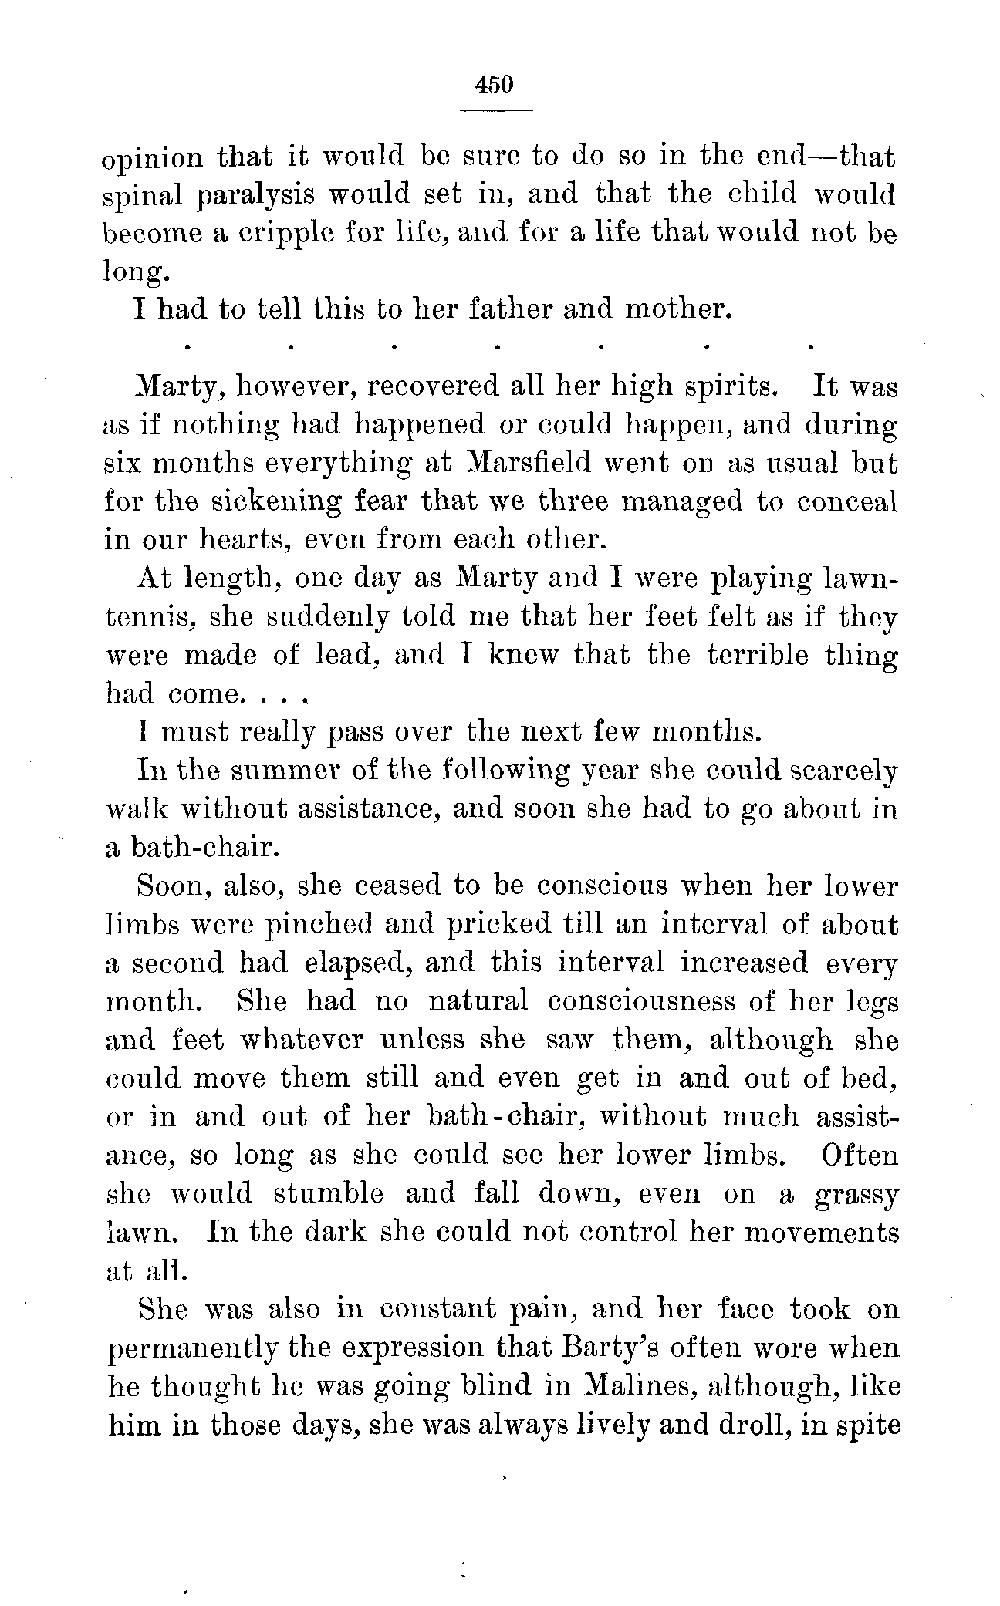 450
opinion that it would be sure to do so in the end—that
spinal paralysis would set in, and that the child would
become a cripple for life, and for a life that would not be
long.
I had to tell this to her father and mother.
. . . . . . .
Marty, however, recovered all her high spirits. It was
as if nothing had happened or could happen, and during
six months everything at Marsfield went on as usual but
for the sickening fear that we three managed to conceal
in our hearts, even from each other.
At length, one day as Marty and I were playing lawn-
tennis, she suddenly told me that her feet felt as if they
were made of lead, and I knew that the terrible thing
had come. . . .
I must really pass over the next few months.
In the summer of the following year she could scarcely
walk without assistance, and soon she had to go about in
a bath-chair.
Soon, also, she ceased to be conscious when her lower
limbs were pinched and pricked till an interval of about
a second had elapsed, and this interval increased every
month. She had no natural consciousness of her legs
and feet whatever unless she saw them, although she
could move them still and even get in and out of bed,
or in and out of her bath-chair, without much assist-
ance, so long as she could see her lower limbs. Often
she would stumble and fall down, even on a grassy
lawn. In the dark she could not control her movements
at all.
She was also in constant pain, and her face took on
permanently the expression that Barty's often wore when
he thought he was going blind in Malines, although, like
him in those days, she was always lively and droll, in spite